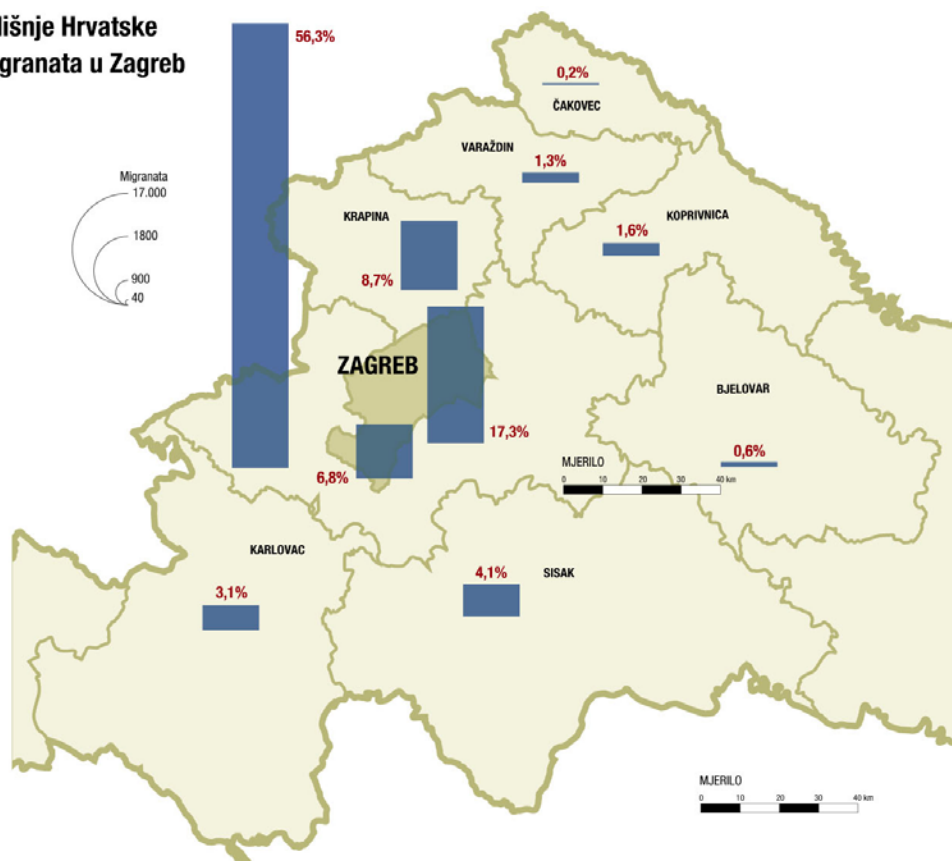 lišnje Hrvatske
granata u Zagreb
56,3%
0,2%
ČAKOVEC
VARAŽDIN
1,3%
Migranata
17.000
1800
900
40
KRAPINA
8,7%
KOPRIVNICA
1,6%
ZAGREB
BJELOVAR
17,3%
0,6%
6,8%
MJERILO
0 10 20 30 40 km
KARLOVAC
3,1%
4,1%
SISAK
MJERILO
0 10 20 30 40 km